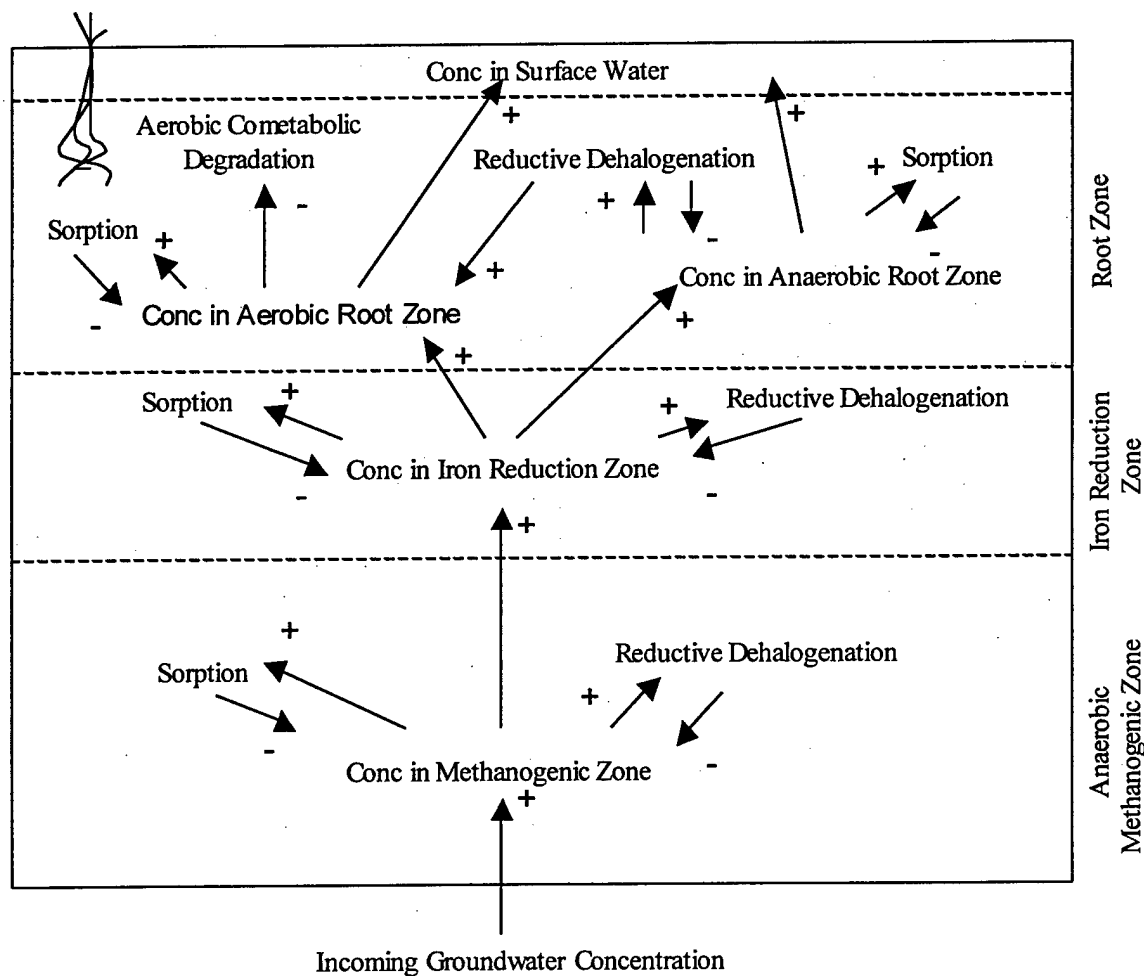 Conc in Surface Water
+
+
Aerobic Cometabolic
Degradation
Reductive Dehalogenation
Sorption
+
+
-
-
-
Sorption
+
+
-
Conc in Aerobic Root Zone
Conc in Anaerobic Root Zone
+
+
Root Zone
Sorption
+
+
Reductive Dehalogenation
Conc in Iron Reduction Zone
-
-
+
Iron Reduction
Zone
+
Sorption
Reductive Dehalogenation
+
-
-
Conc in Methanogenic Zone
+
Anaerobic
Methanogenic Zone
Incoming Groundwater Concentration